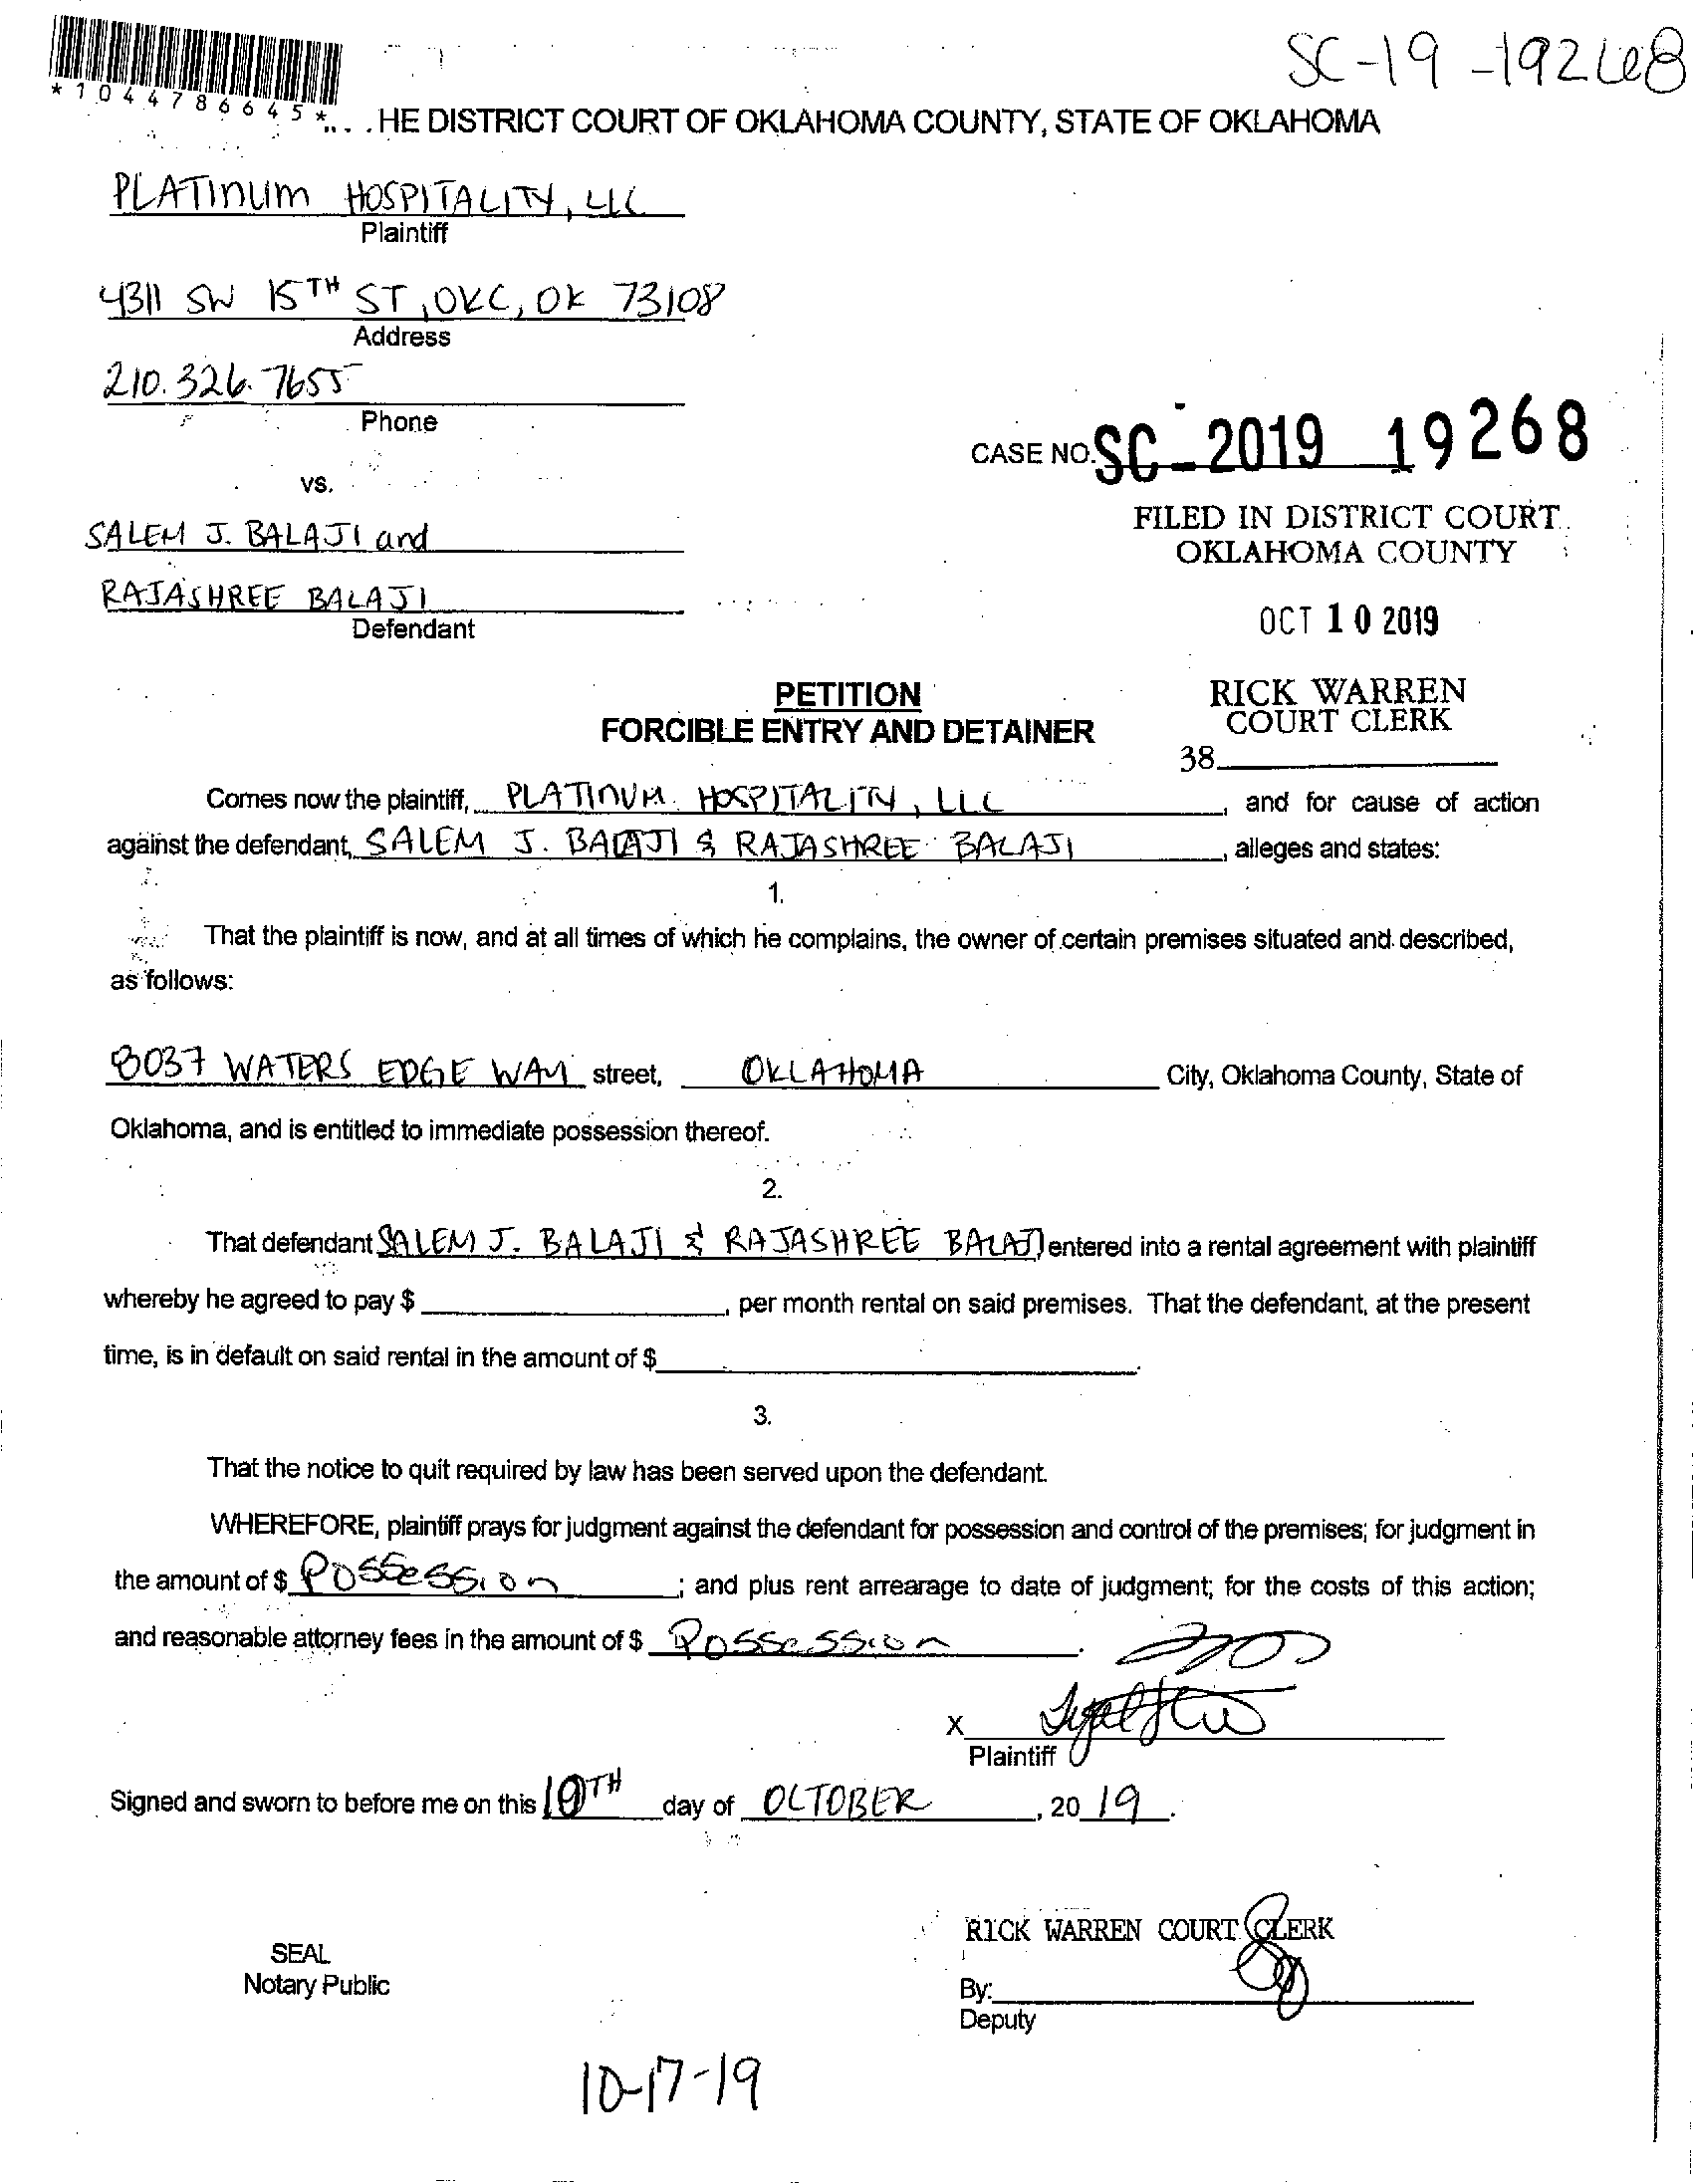 SC-19-19268
*1044786645*
HE DISTRICT COURT OF OKLAHOMA COUNTY, STATE OF OKLAHOMA
PLATINUM HOSPITALITY, LLC
Plaintiff
4311 SW 15TH ST, OKC, OK 73108
Address
210.326.7655
Phone
CASE NO. SC-2019 19268
vs.
FILED IN DISTRICT COURT
OKLAHOMA COUNTY
SALEM J. BALAJI and
RAJASHREE BALAJI
Defendant
OCT 10 2019
PETITION
FORCIBLE ENTRY AND DETAINER
RICK WARREN
COURT CLERK
38
Comes now the plaintiff, PLATINUM HOSPITALITY, LLC, and for cause of action
against the defendant, SALEM J. BALAJI & RAJASHREE BALAJI, alleges and states:
1.
That the plaintiff is now, and at all times of which he complains, the owner of certain premises situated and described,
as follows:
8037 WATERS EDGE WAY street, OKLAHOMA City, Oklahoma County, State of
Oklahoma, and is entitled to immediate possession thereof.
2.
That defendant SALEM J. BALAJI & RAJASHREE BALAJI entered into a rental agreement with plaintiff
whereby he agreed to pay $, per month rental on said premises. That the defendant, at the present
time, is in default on said rental in the amount of $.
3.
That the notice to quit required by law has been served upon the defendant.
WHEREFORE, plaintiff prays for judgment against the defendant for possession and control of the premises; for judgment in
the amount of $ Possession; and plus rent arrearage to date of judgment; for the costs of this action;
and reasonable attorney fees in the amount of $ Possession.
X
Plaintiff
Signed and sworn to before me on this 10TH day of OCTOBER, 20 19.
RICK WARREN COURT CLERK
SEAL
Notary Public
By:
Deputy
10-17-19